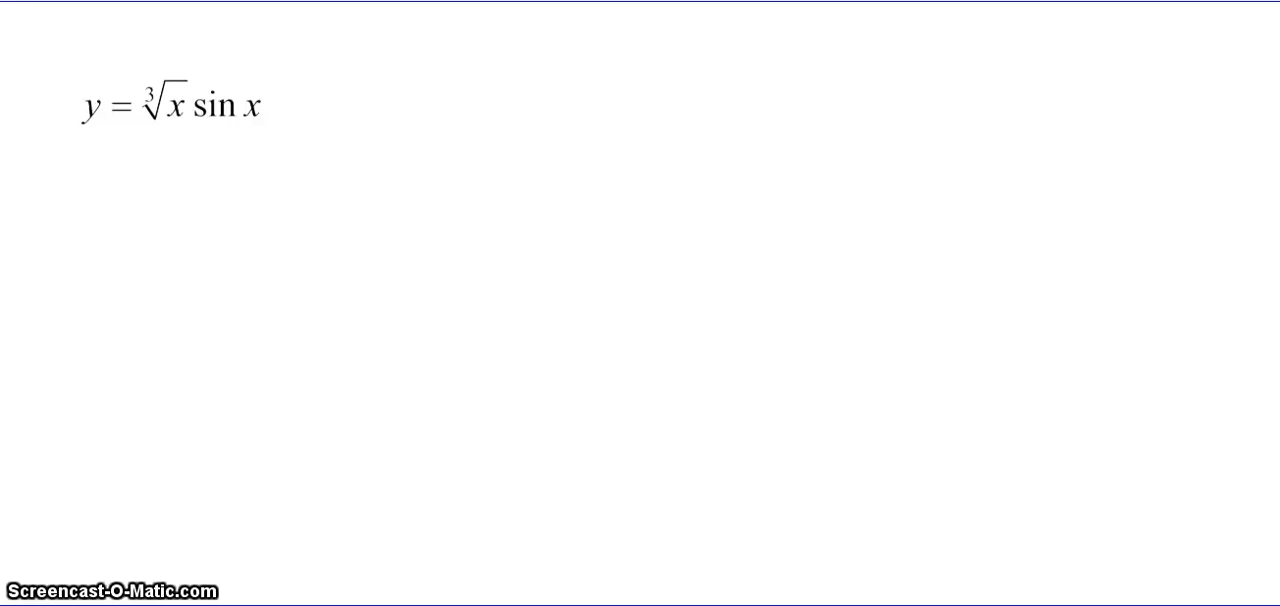 y = ∛x sin x
Screencast-O-Matic.com